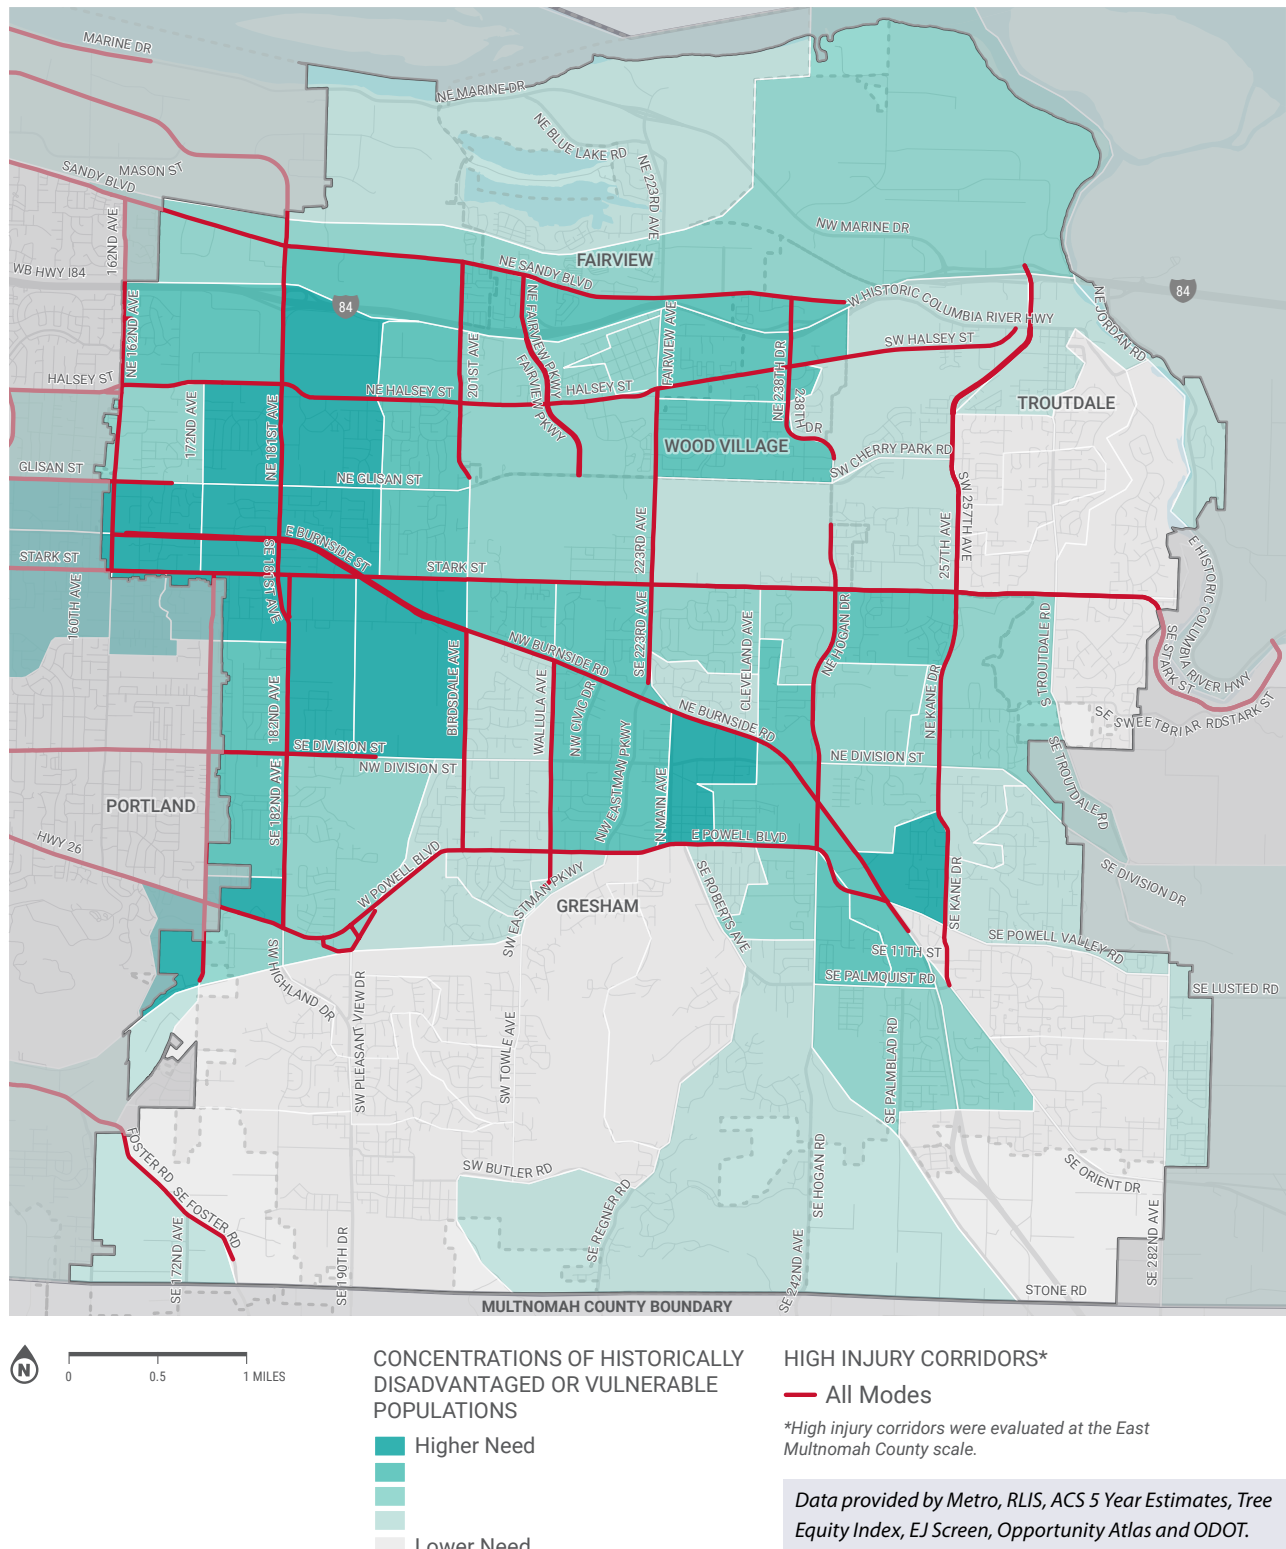 MARINE DR
NE MARINE DR
NE BLUE LAKE RD
NE 223RD AVE
MASON ST
SANDY BLVD
162ND AVE
NW MARINE DR
FAIRVIEW
NE SANDY BLVD
WB HWY I84
84
84
NE 162ND AVE
NE FAIRVIEW PKWY
FAIRVIEW PKWY
FAIRVIEW AVE
W HISTORIC COLUMBIA RIVER HWY
NE JORDAN RD
SW HALSEY ST
201ST AVE
NE 238TH DR
238TH DR
HALSEY ST
NE HALSEY ST
HALSEY ST
TROUTDALE
172ND AVE
NE 181ST AVE
WOOD VILLAGE
SW CHERRY PARK RD
GLISAN ST
NE GLISAN ST
SW 257TH AVE
257TH AVE
223RD AVE
E BURNSIDE ST
STARK ST
STARK ST
SE 181ST AVE
160TH AVE
E HISTORIC COLUMBIA RIVER HWY
SE 223RD AVE
CLEVELAND AVE
NE HOGAN DR
S TROUTDALE RD
SE STARK ST
STARK ST
NW BURNSIDE RD
BIRDSDALE AVE
WALLULA AVE
NW CIVIC DR
NE KANE DR
182ND AVE
NE BURNSIDE RD
SE SWEETBRIAR RD
SE DIVISION ST
NW DIVISION ST
NW EASTMAN PKWY
NE DIVISION ST
SE TROUTDALE RD
PORTLAND
SE 182ND AVE
N MAIN AVE
E POWELL BLVD
HWY 26
W POWELL BLVD
SW EASTMAN PKWY
SE ROBERTS AVE
SE KANE DR
SE DIVISION DR
GRESHAM
SE 11TH ST
SE POWELL VALLEY RD
SW HIGHLAND DR
SE PALMQUIST RD
SE LUSTED RD
SW PLEASANT VIEW DR
SW TOWLE AVE
SE PALMBLAD RD
FOSTER RD
SE FOSTER RD
SW BUTLER RD
SE REGNER RD
SE HOGAN RD
SE ORIENT DR
SE 172ND AVE
SE 190TH DR
SE 242ND AVE
SE 282ND AVE
STONE RD
MULTNOMAH COUNTY BOUNDARY
N
0 0.5 1 MILES
CONCENTRATIONS OF HISTORICALLY
DISADVANTAGED OR VULNERABLE
POPULATIONS
Higher Need
Lower Need
HIGH INJURY CORRIDORS*
All Modes
*High injury corridors were evaluated at the East
Multnomah County scale.
Data provided by Metro, RLIS, ACS 5 Year Estimates, Tree
Equity Index, EJ Screen, Opportunity Atlas and ODOT.